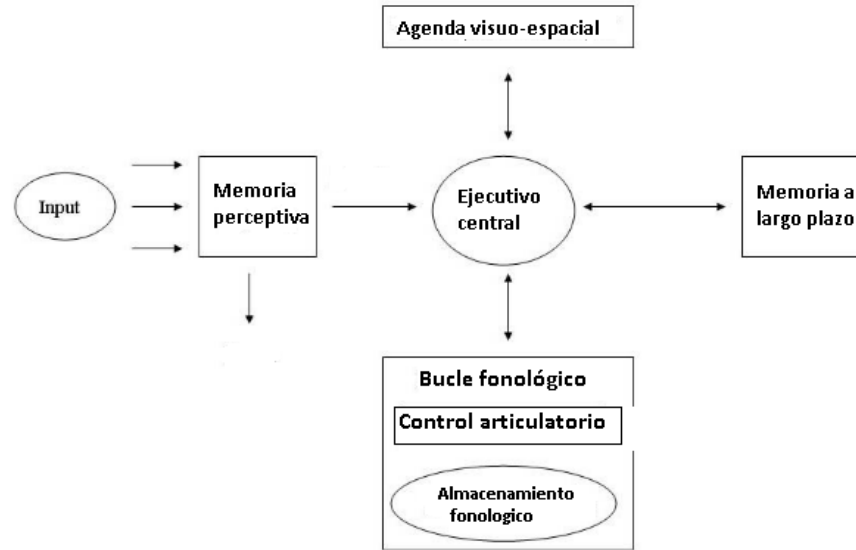 Agenda visuo-espacial
Input
Memoria
perceptiva
Ejecutivo
central
Memoria a
largo plazo
Bucle fonológico
Control articulatorio
Almacenamiento
fonologico